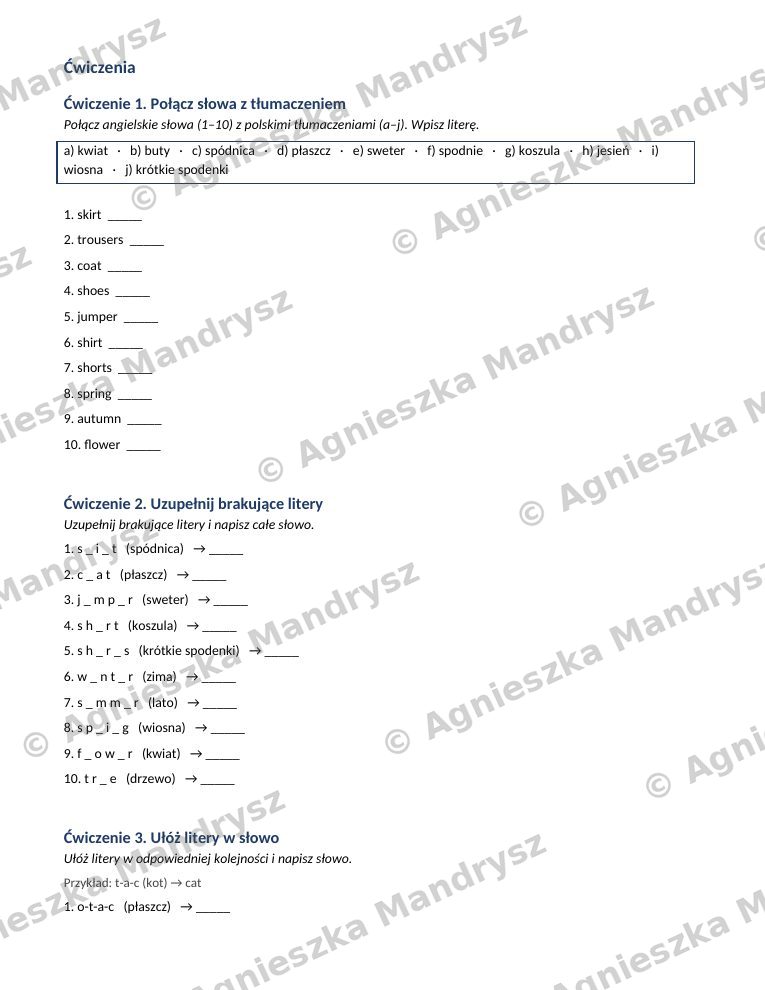 Ćwiczenia
Ćwiczenie 1. Połącz słowa z tłumaczeniem
Połącz angielskie słowa (1–10) z polskimi tłumaczeniami (a–j). Wpisz literę.
a) kwiat · b) buty · c) spódnica · d) płaszcz · e) sweter · f) spodnie · g) koszula · h) jesień · i)
wiosna · j) krótkie spodenki
1. skirt _____
2. trousers _____
3. coat _____
4. shoes _____
5. jumper _____
6. shirt _____
7. shorts _____
8. spring _____
9. autumn _____
10. flower _____
Ćwiczenie 2. Uzupełnij brakujące litery
Uzupełnij brakujące litery i napisz całe słowo.
1. s _ i _ t (spódnica) → _____
2. c _ a t (płaszcz) → _____
3. j _ m p _ r (sweter) → _____
4. s h _ r t (koszula) → _____
5. s h _ r _ s (krótkie spodenki) → _____
6. w _ n t _ r (zima) → _____
7. s _ m m _ r (lato) → _____
8. s p _ i _ g (wiosna) → _____
9. f _ o w _ r (kwiat) → _____
10. t r _ e (drzewo) → _____
Ćwiczenie 3. Ułóż litery w słowo
Ułóż litery w odpowiedniej kolejności i napisz słowo.
Przykład: t-a-c (kot) → cat
1. o-t-a-c (płaszcz) → _____
© Agnieszka Mandrysz